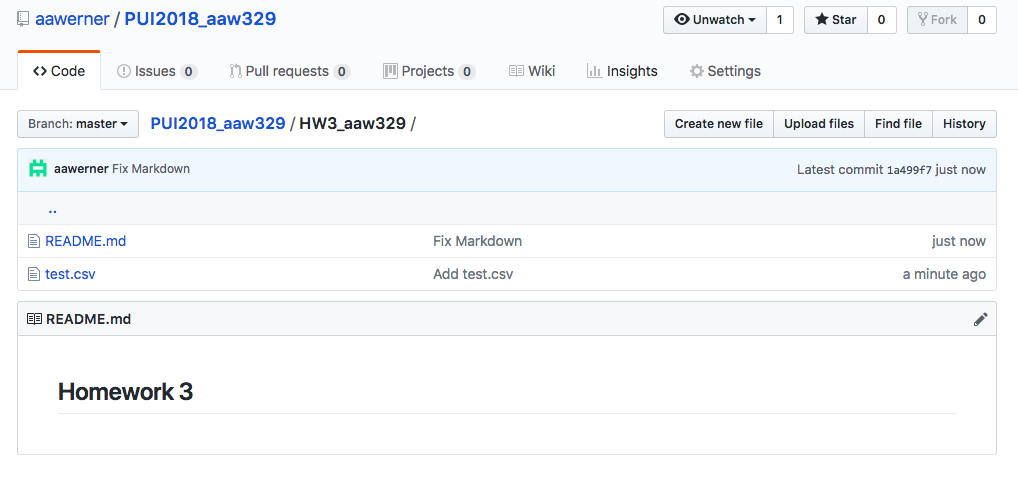 aawerner / PUI2018_aaw329 Unwatch 1 Star 0 Fork 0
Code Issues 0 Pull requests 0 Projects 0 Wiki Insights Settings
Branch: master PUI2018_aaw329 / HW3_aaw329 / Create new file Upload files Find file History
aawerner Fix Markdown Latest commit 1a499f7 just now
..
README.md Fix Markdown just now
test.csv Add test.csv a minute ago
README.md
Homework 3